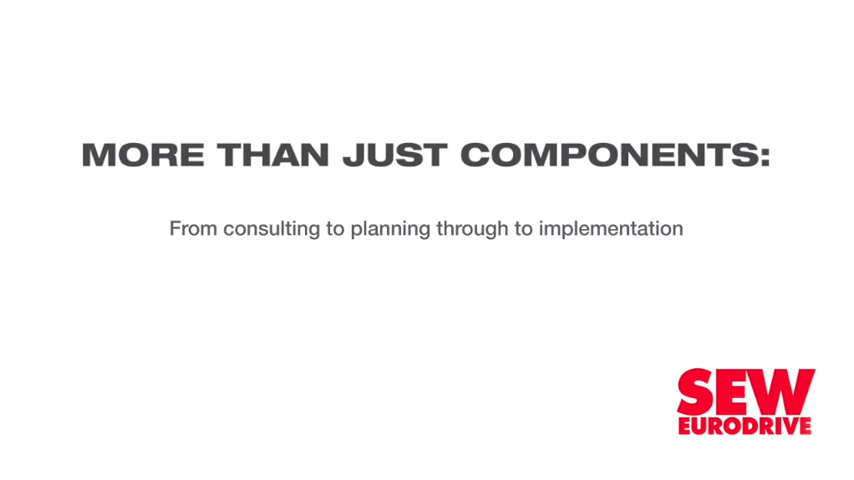 MORE THAN JUST COMPONENTS:
From consulting to planning through to implementation
SEW
EURODRIVE